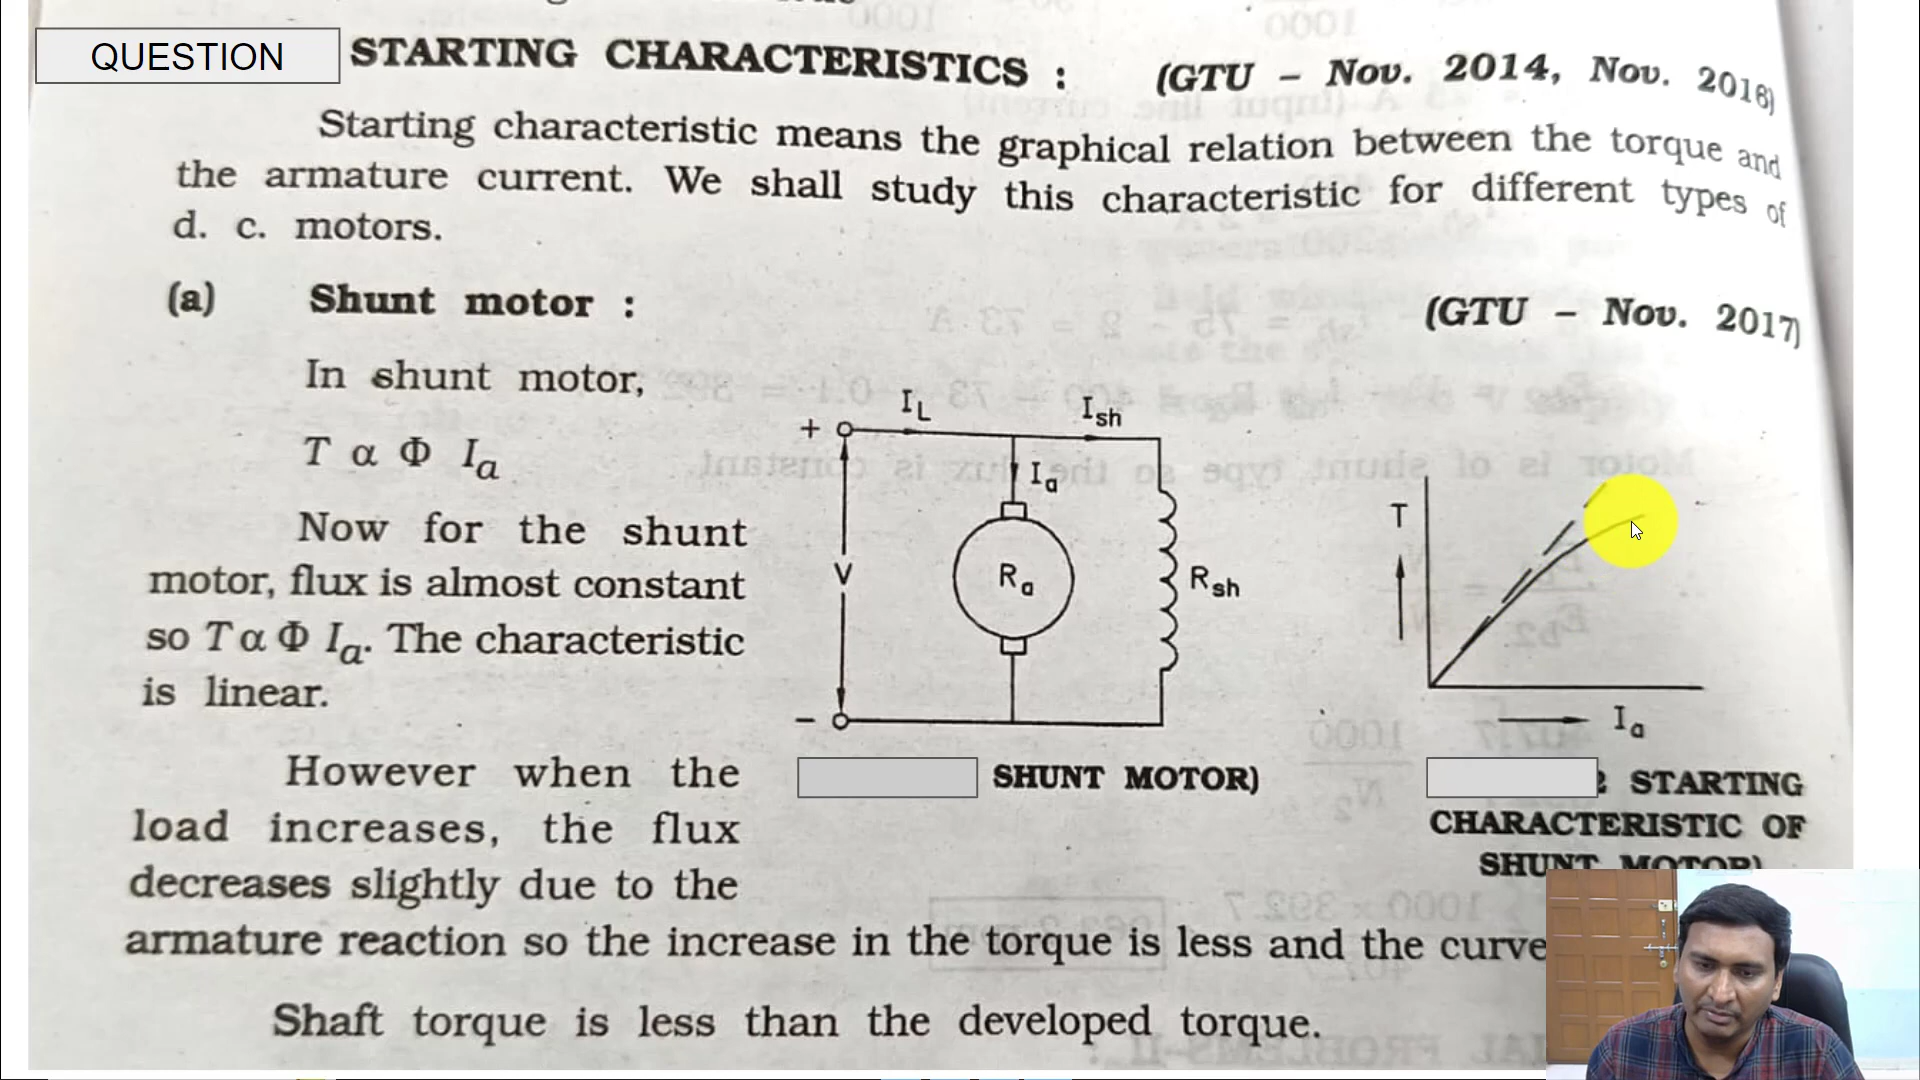 QUESTION
STARTING CHARACTERISTICS : (GTU – Nov. 2014, Nov. 2016)
Starting characteristic means the graphical relation between the torque and
the armature current. We shall study this characteristic for different types of
d. c. motors.
(a) Shunt motor : (GTU – Nov. 2017)
In shunt motor,
T α Φ Ia
Now for the shunt
motor, flux is almost constant
so T α Φ Ia. The characteristic
is linear.
However when the
load increases, the flux
decreases slightly due to the
armature reaction so the increase in the torque is less and the curve
Shaft torque is less than the developed torque.
+ IL Ish
Ia
V
Ra
Rsh
–
SHUNT MOTOR)
T
Ia
2 STARTING
CHARACTERISTIC OF
SHUNT MOTOR)